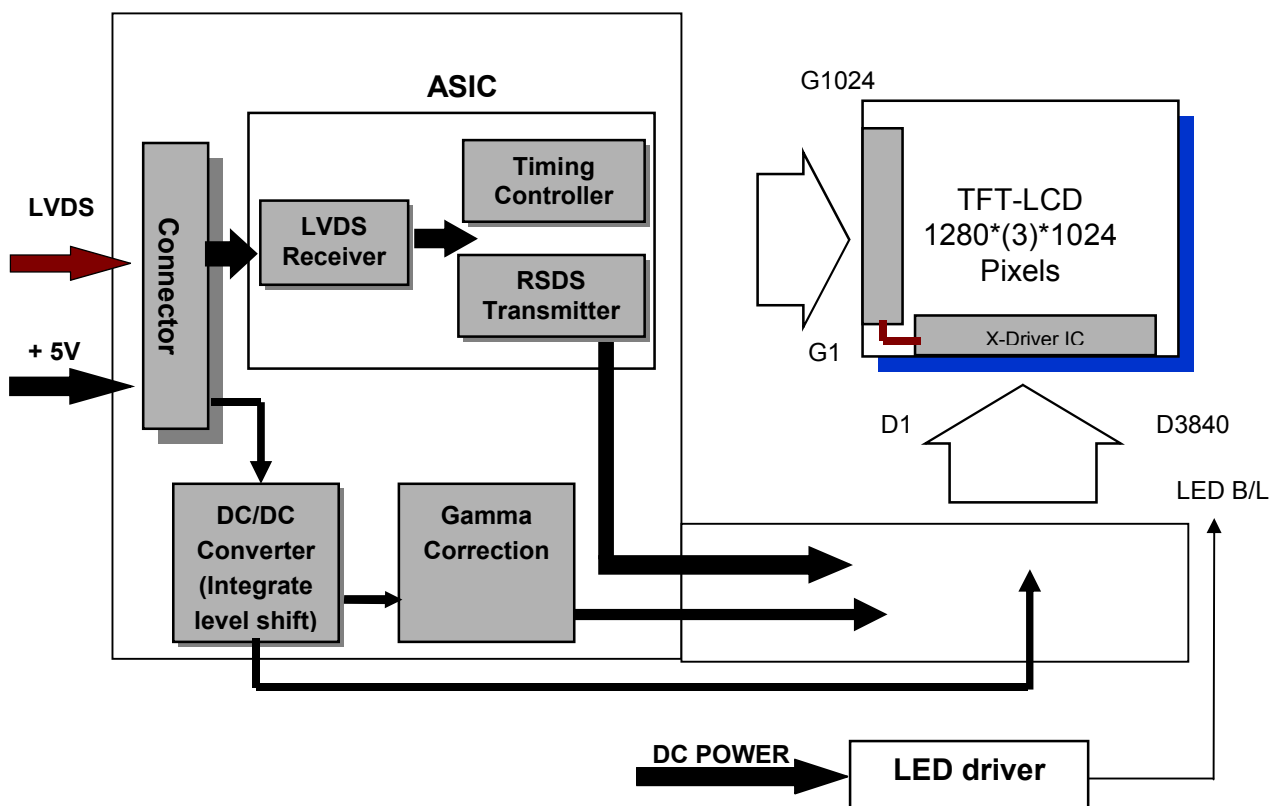 ASIC
G1024
Timing
Controller
TFT-LCD
1280*(3)*1024
Pixels
LVDS
Connector
LVDS
Receiver
RSDS
Transmitter
X-Driver IC
+ 5V
G1
D1
D3840
LED B/L
DC/DC
Converter
(Integrate
level shift)
Gamma
Correction
DC POWER
LED driver